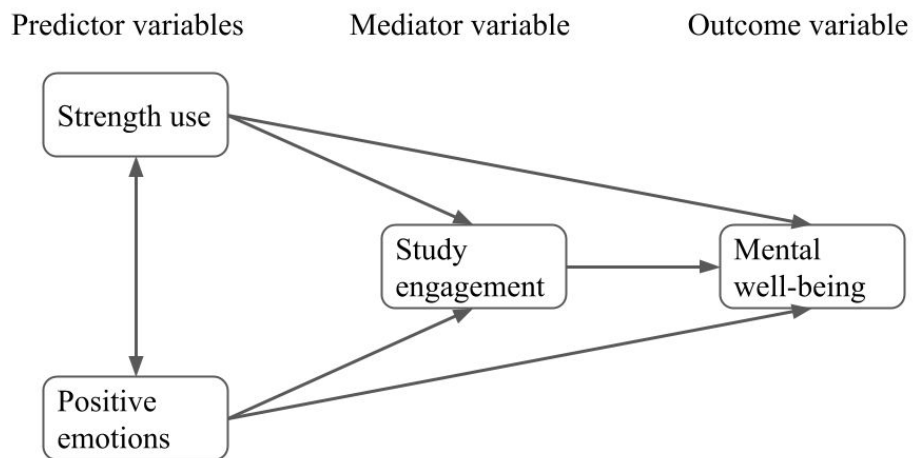 Predictor variables
Mediator variable
Outcome variable
Strength use
Study
engagement
Mental
well-being
Positive
emotions